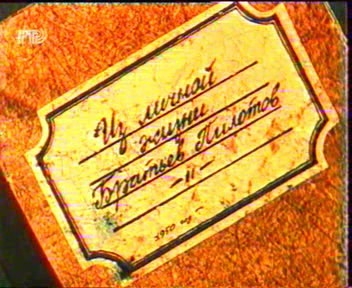 РТР
Из личной
жизни
Братьев Пилотов
– II –